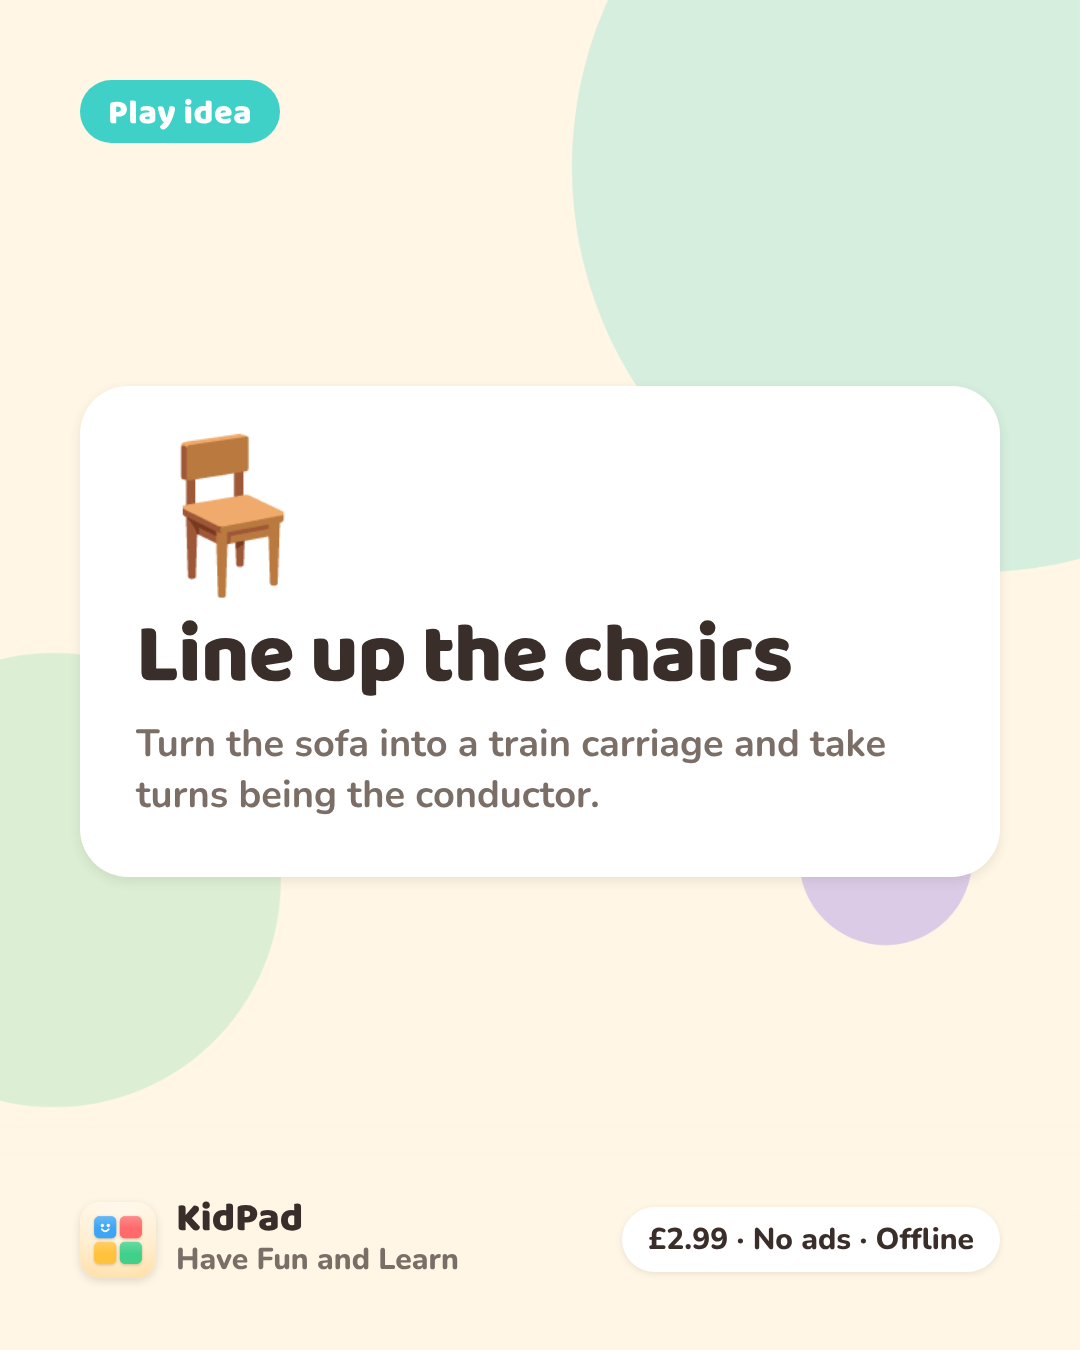 Play idea
Line up the chairs
Turn the sofa into a train carriage and take
turns being the conductor.
KidPad
Have Fun and Learn
£2.99 · No ads · Offline